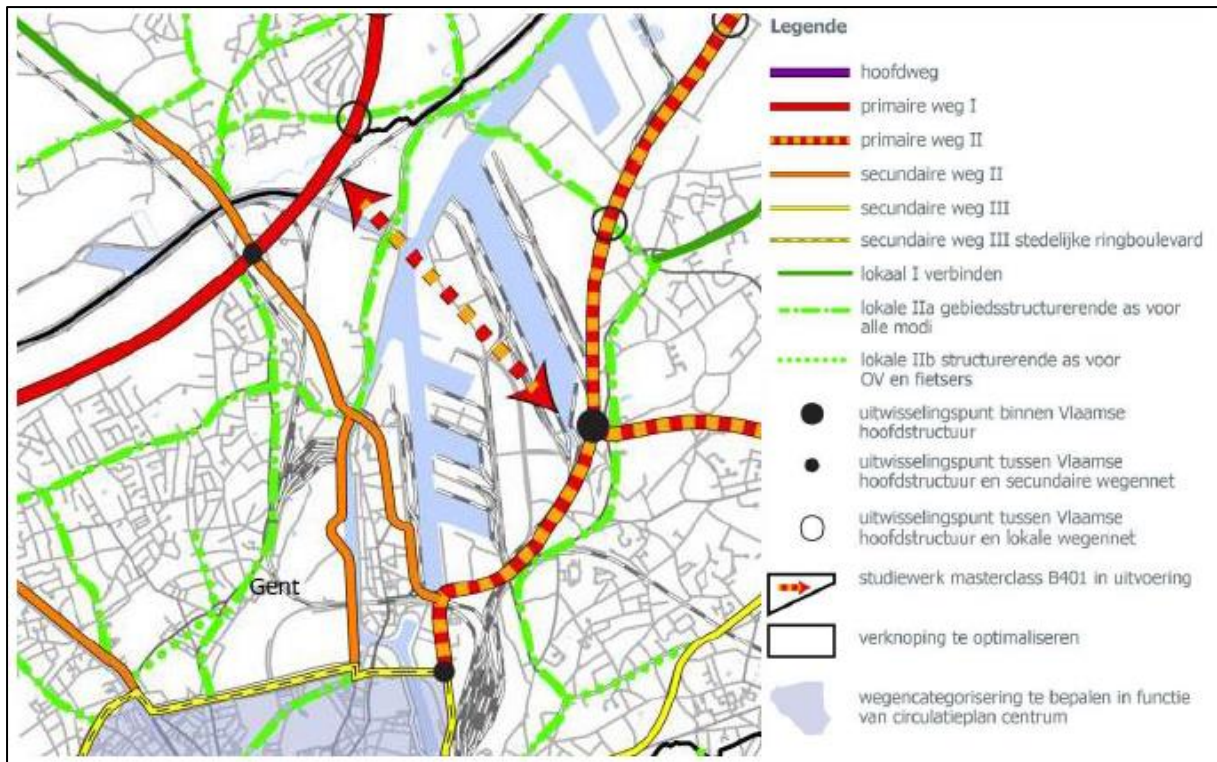 Gent
Legende
hoofdweg
primaire weg I
primaire weg II
secundaire weg II
secundaire weg III
secundaire weg III stedelijke ringboulevard
lokaal I verbinden
lokale IIa gebiedsstructurerende as voor
alle modi
lokale IIb structurerende as voor
OV en fietsers
uitwisselingspunt binnen Vlaamse
hoofdstructuur
uitwisselingspunt tussen Vlaamse
hoofdstructuur en secundaire wegennet
uitwisselingspunt tussen Vlaamse
hoofdstructuur en lokale wegennet
studiewerk masterclass B401 in uitvoering
verknoping te optimaliseren
wegencategorisering te bepalen in functie
van circulatieplan centrum